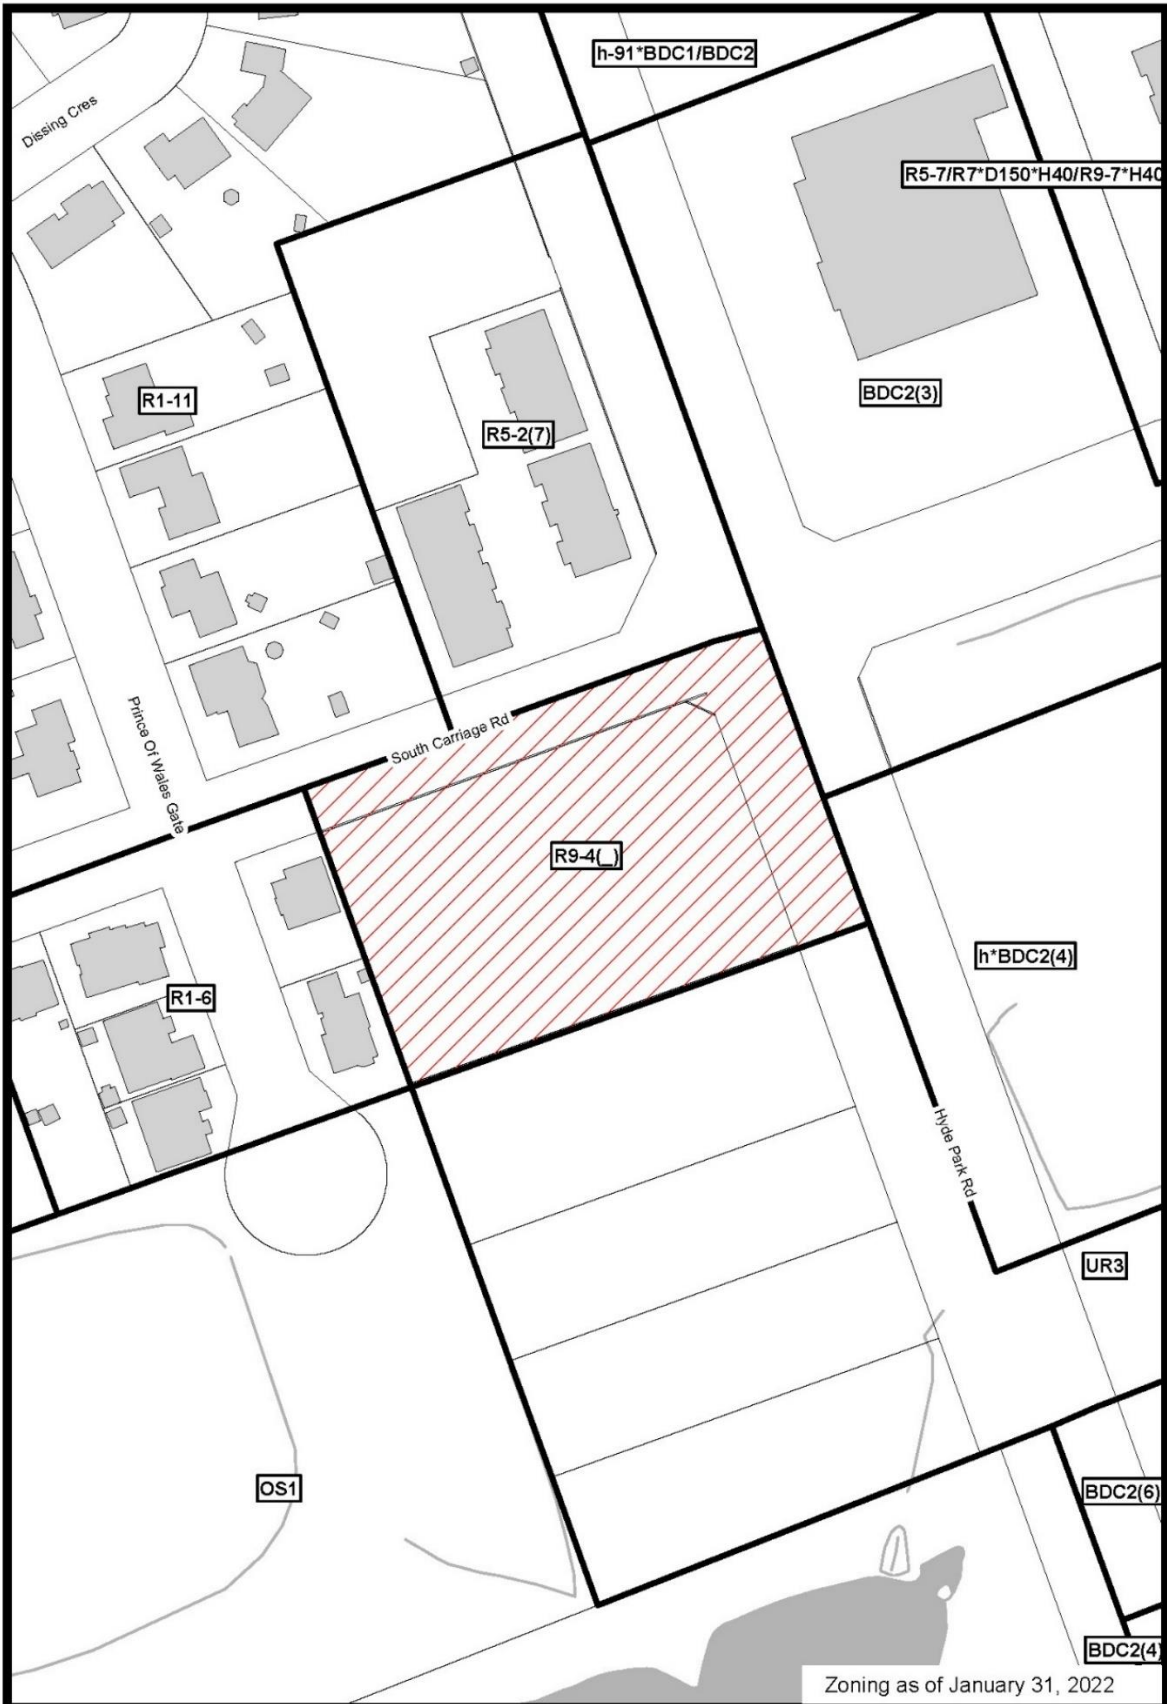 h-91*BDC1/BDC2
Dissing Cres
R5-7/R7*D150*H40/R9-7*H40
R1-11
BDC2(3)
R5-2(7)
Prince Of Wales Gate
South Carriage Rd
R9-4(_)
h*BDC2(4)
R1-6
Hyde Park Rd
UR3
OS1
BDC2(6)
BDC2(4)
Zoning as of January 31, 2022